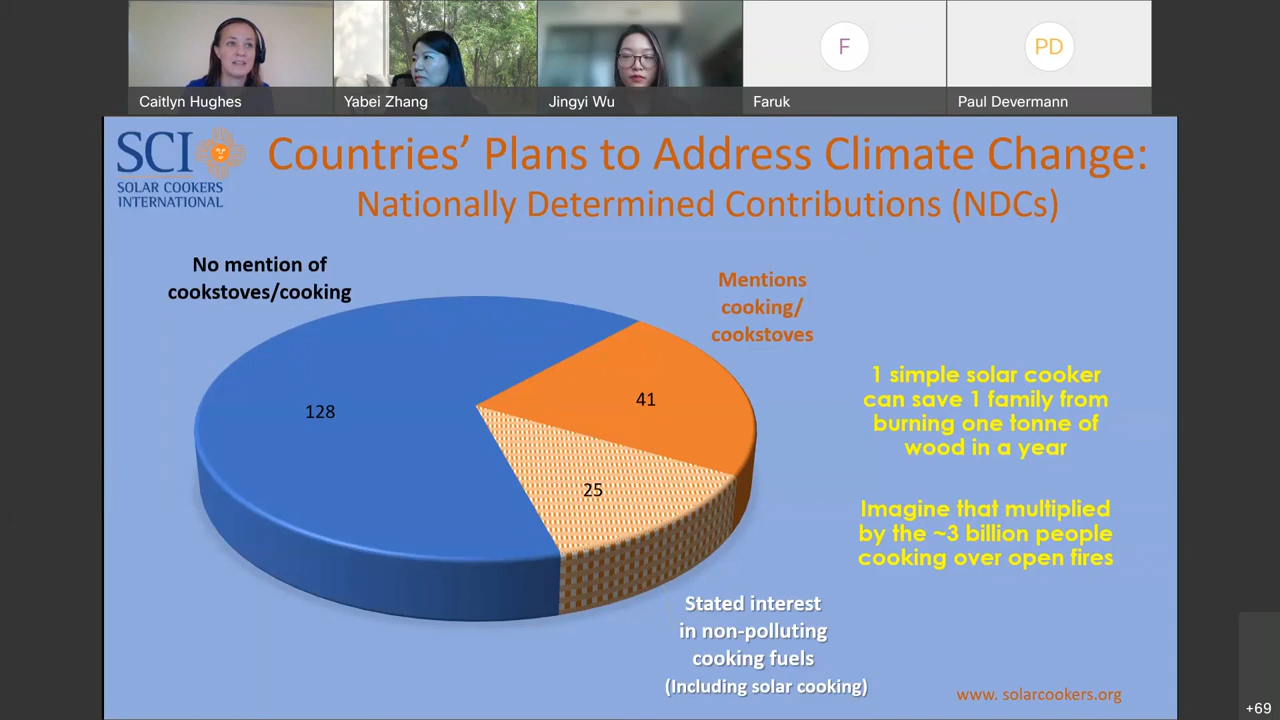 F
PD
Caitlyn Hughes
Yabei Zhang
Jingyi Wu
Faruk
Paul Devermann
SCI
SOLAR COOKERS
INTERNATIONAL
Countries’ Plans to Address Climate Change:
Nationally Determined Contributions (NDCs)
No mention of
cookstoves/cooking
Mentions
cooking/
cookstoves
128
41
25
1 simple solar cooker
can save 1 family from
burning one tonne of
wood in a year
Imagine that multiplied
by the ~3 billion people
cooking over open fires
Stated interest
in non-polluting
cooking fuels
(Including solar cooking)
www. solarcookers.org
+69